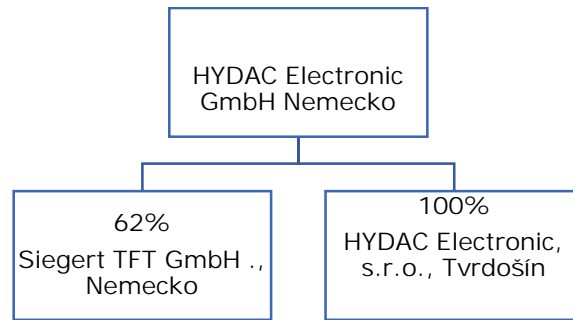 HYDAC Electronic
GmbH Nemecko
62%
Siegert TFT GmbH .,
Nemecko
100%
HYDAC Electronic,
s.r.o., Tvrdošín